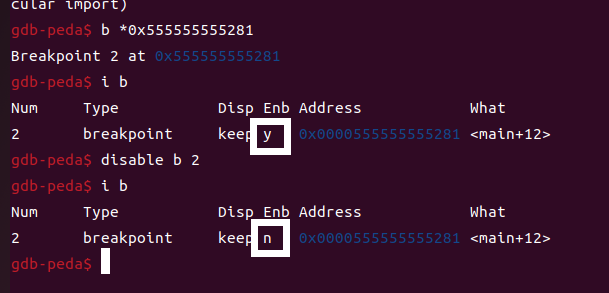 cular import)
gdb-peda$ b *0x555555555281
Breakpoint 2 at 0x555555555281
gdb-peda$ i b
Num Type Disp Enb Address What
2 breakpoint keep y 0x0000555555555281 <main+12>
gdb-peda$ disable b 2
gdb-peda$ i b
Num Type Disp Enb Address What
2 breakpoint keep n 0x0000555555555281 <main+12>
gdb-peda$